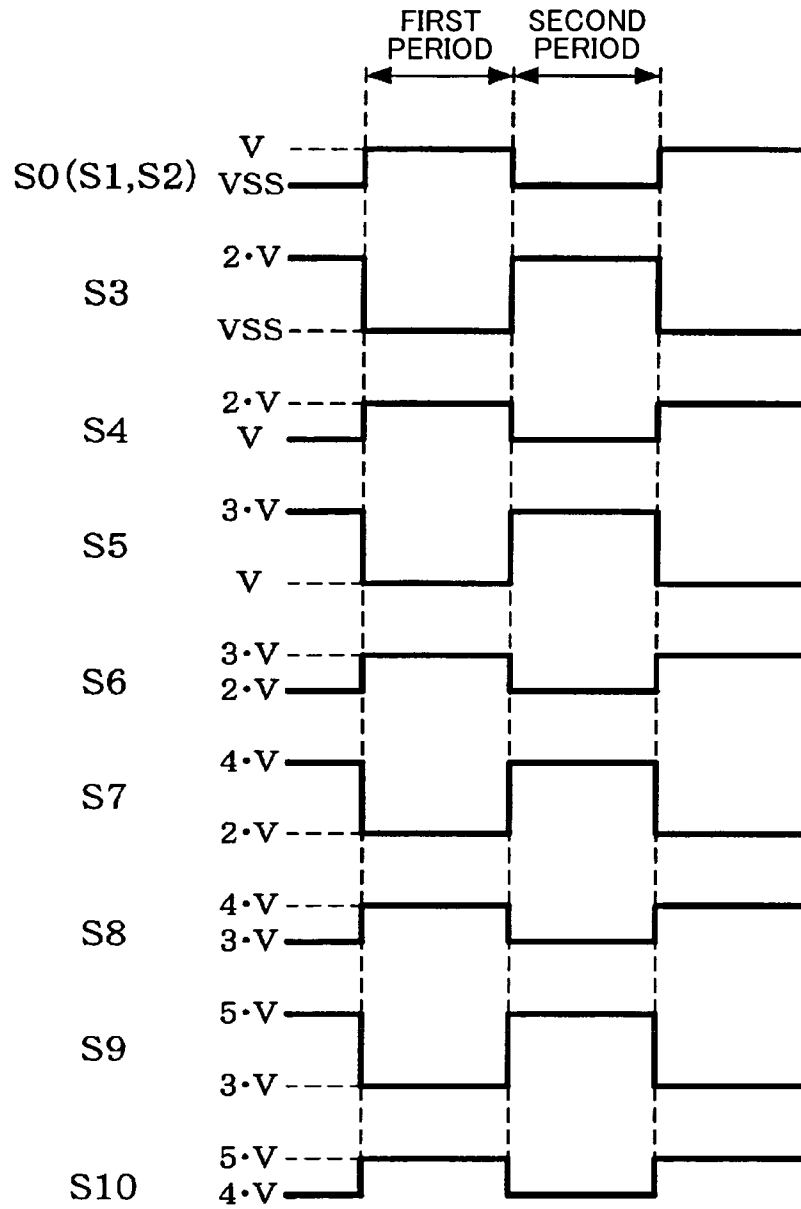 FIRST PERIOD
SECOND PERIOD
S0(S1,S2)
V
VSS
S3
2·V
VSS
S4
2·V
V
S5
3·V
V
S6
3·V
2·V
S7
4·V
2·V
S8
4·V
3·V
S9
5·V
3·V
S10
5·V
4·V